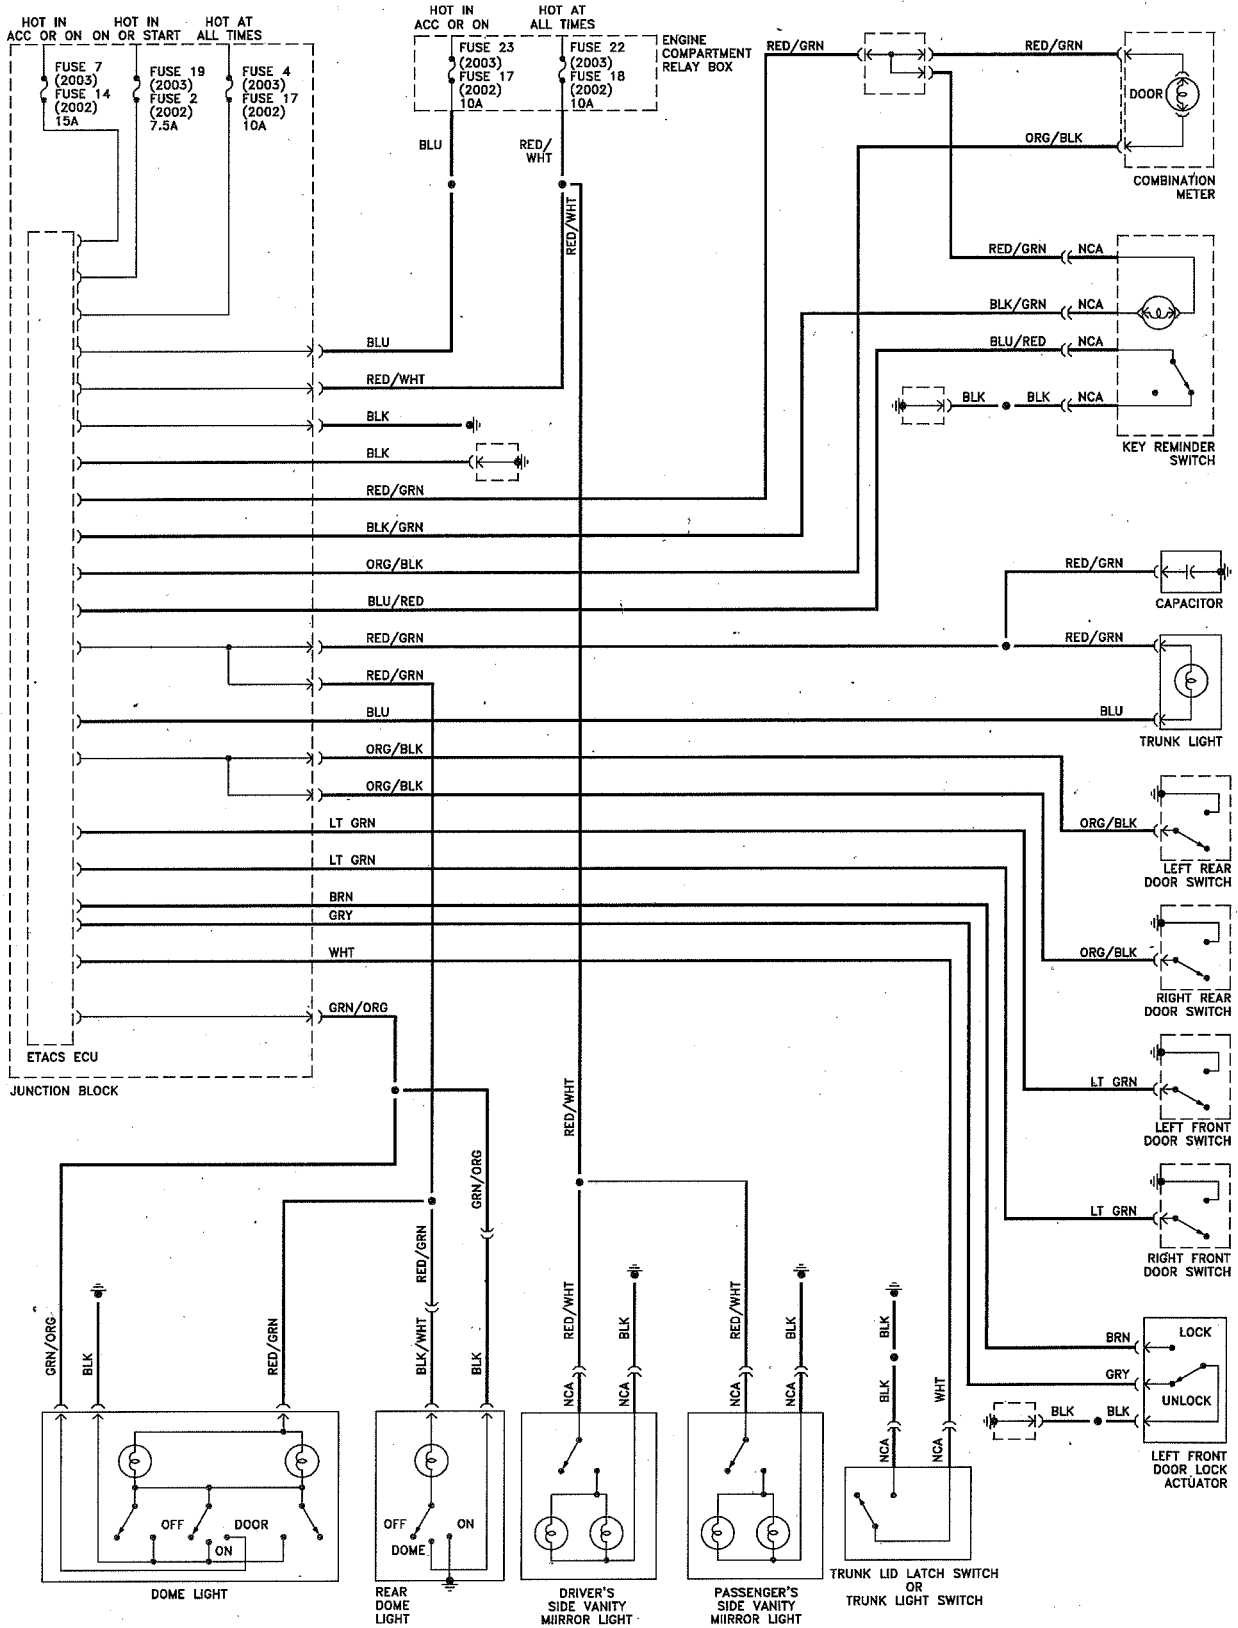 HOT IN
ACC OR ON
HOT IN
ON OR START
HOT AT
ALL TIMES
HOT IN
ACC OR ON
HOT AT
ALL TIMES
FUSE 7
(2003)
FUSE 14
(2002)
15A
FUSE 19
(2003)
FUSE 2
(2002)
7.5A
FUSE 4
(2003)
FUSE 17
(2002)
10A
FUSE 23
(2003)
FUSE 17
(2002)
10A
FUSE 22
(2003)
FUSE 18
(2002)
10A
ENGINE
COMPARTMENT
RELAY BOX
RED/GRN
RED/GRN
DOOR
ORG/BLK
COMBINATION
METER
BLU
RED/
WHT
RED/WHT
RED/GRN
NCA
BLK/GRN
NCA
BLU/RED
NCA
BLK
BLK
NCA
KEY REMINDER
SWITCH
BLU
RED/WHT
BLK
BLK
RED/GRN
BLK/GRN
ORG/BLK
BLU/RED
RED/GRN
RED/GRN
BLU
ORG/BLK
ORG/BLK
LT GRN
LT GRN
BRN
GRY
WHT
GRN/ORG
RED/GRN
CAPACITOR
RED/GRN
BLU
TRUNK LIGHT
ORG/BLK
LEFT REAR
DOOR SWITCH
ORG/BLK
RIGHT REAR
DOOR SWITCH
LT GRN
LEFT FRONT
DOOR SWITCH
LT GRN
RIGHT FRONT
DOOR SWITCH
ETACS ECU
JUNCTION BLOCK
RED/WHT
GRN/ORG
RED/GRN
GRN/ORG
BLK
RED/GRN
BLK/WHT
BLK
RED/WHT
BLK
RED/WHT
BLK
BLK
BLK
WHT
NCA
NCA
NCA
NCA
NCA
NCA
BRN
LOCK
GRY
UNLOCK
BLK
BLK
LEFT FRONT
DOOR LOCK
ACTUATOR
OFF
DOOR
ON
DOME LIGHT
OFF
ON
DOME
REAR
DOME
LIGHT
DRIVER'S
SIDE VANITY
MIIRROR LIGHT
PASSENGER'S
SIDE VANITY
MIIRROR LIGHT
TRUNK LID LATCH SWITCH
OR
TRUNK LIGHT SWITCH